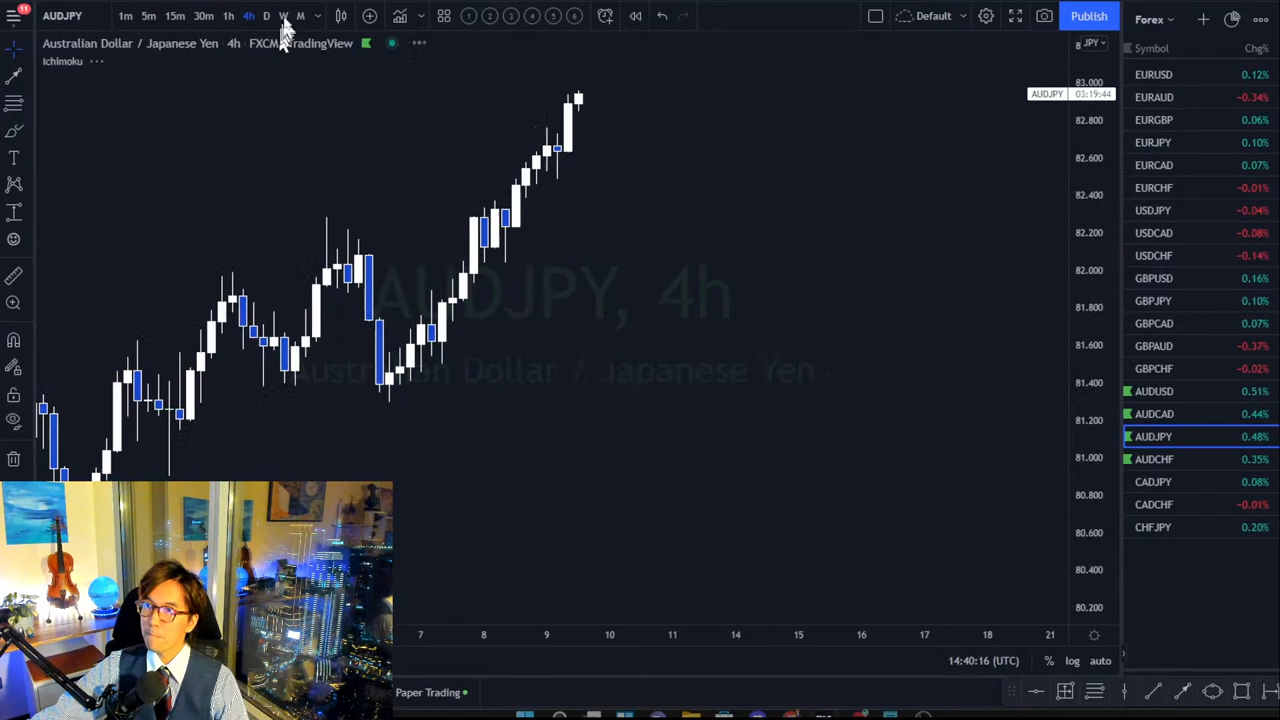 11
AUDJPY 1m 5m 15m 30m 1h 4h D W M 1 2 3 4 5 6 Default Publish
Australian Dollar / Japanese Yen · 4h · FXCM TradingView
Ichimoku
JPY
83.000
AUDJPY 03:19:44
82.800
82.600
82.400
82.200
82.000
81.800
81.600
81.400
81.200
81.000
80.800
80.600
80.400
80.200
AUDJPY, 4h
Australian Dollar / Japanese Yen
7 8 9 10 11 14 15 16 17 18 21
14:40:16 (UTC) % log auto
Paper Trading
Forex
Symbol Chg%
EURUSD 0.12%
EURAUD −0.34%
EURGBP 0.06%
EURJPY 0.10%
EURCAD 0.07%
EURCHF −0.01%
USDJPY −0.04%
USDCAD −0.08%
USDCHF −0.14%
GBPUSD 0.16%
GBPJPY 0.10%
GBPCAD 0.07%
GBPAUD −0.37%
GBPCHF −0.02%
AUDUSD 0.51%
AUDCAD 0.44%
AUDJPY 0.48%
AUDCHF 0.35%
CADJPY 0.08%
CADCHF −0.01%
CHFJPY 0.20%